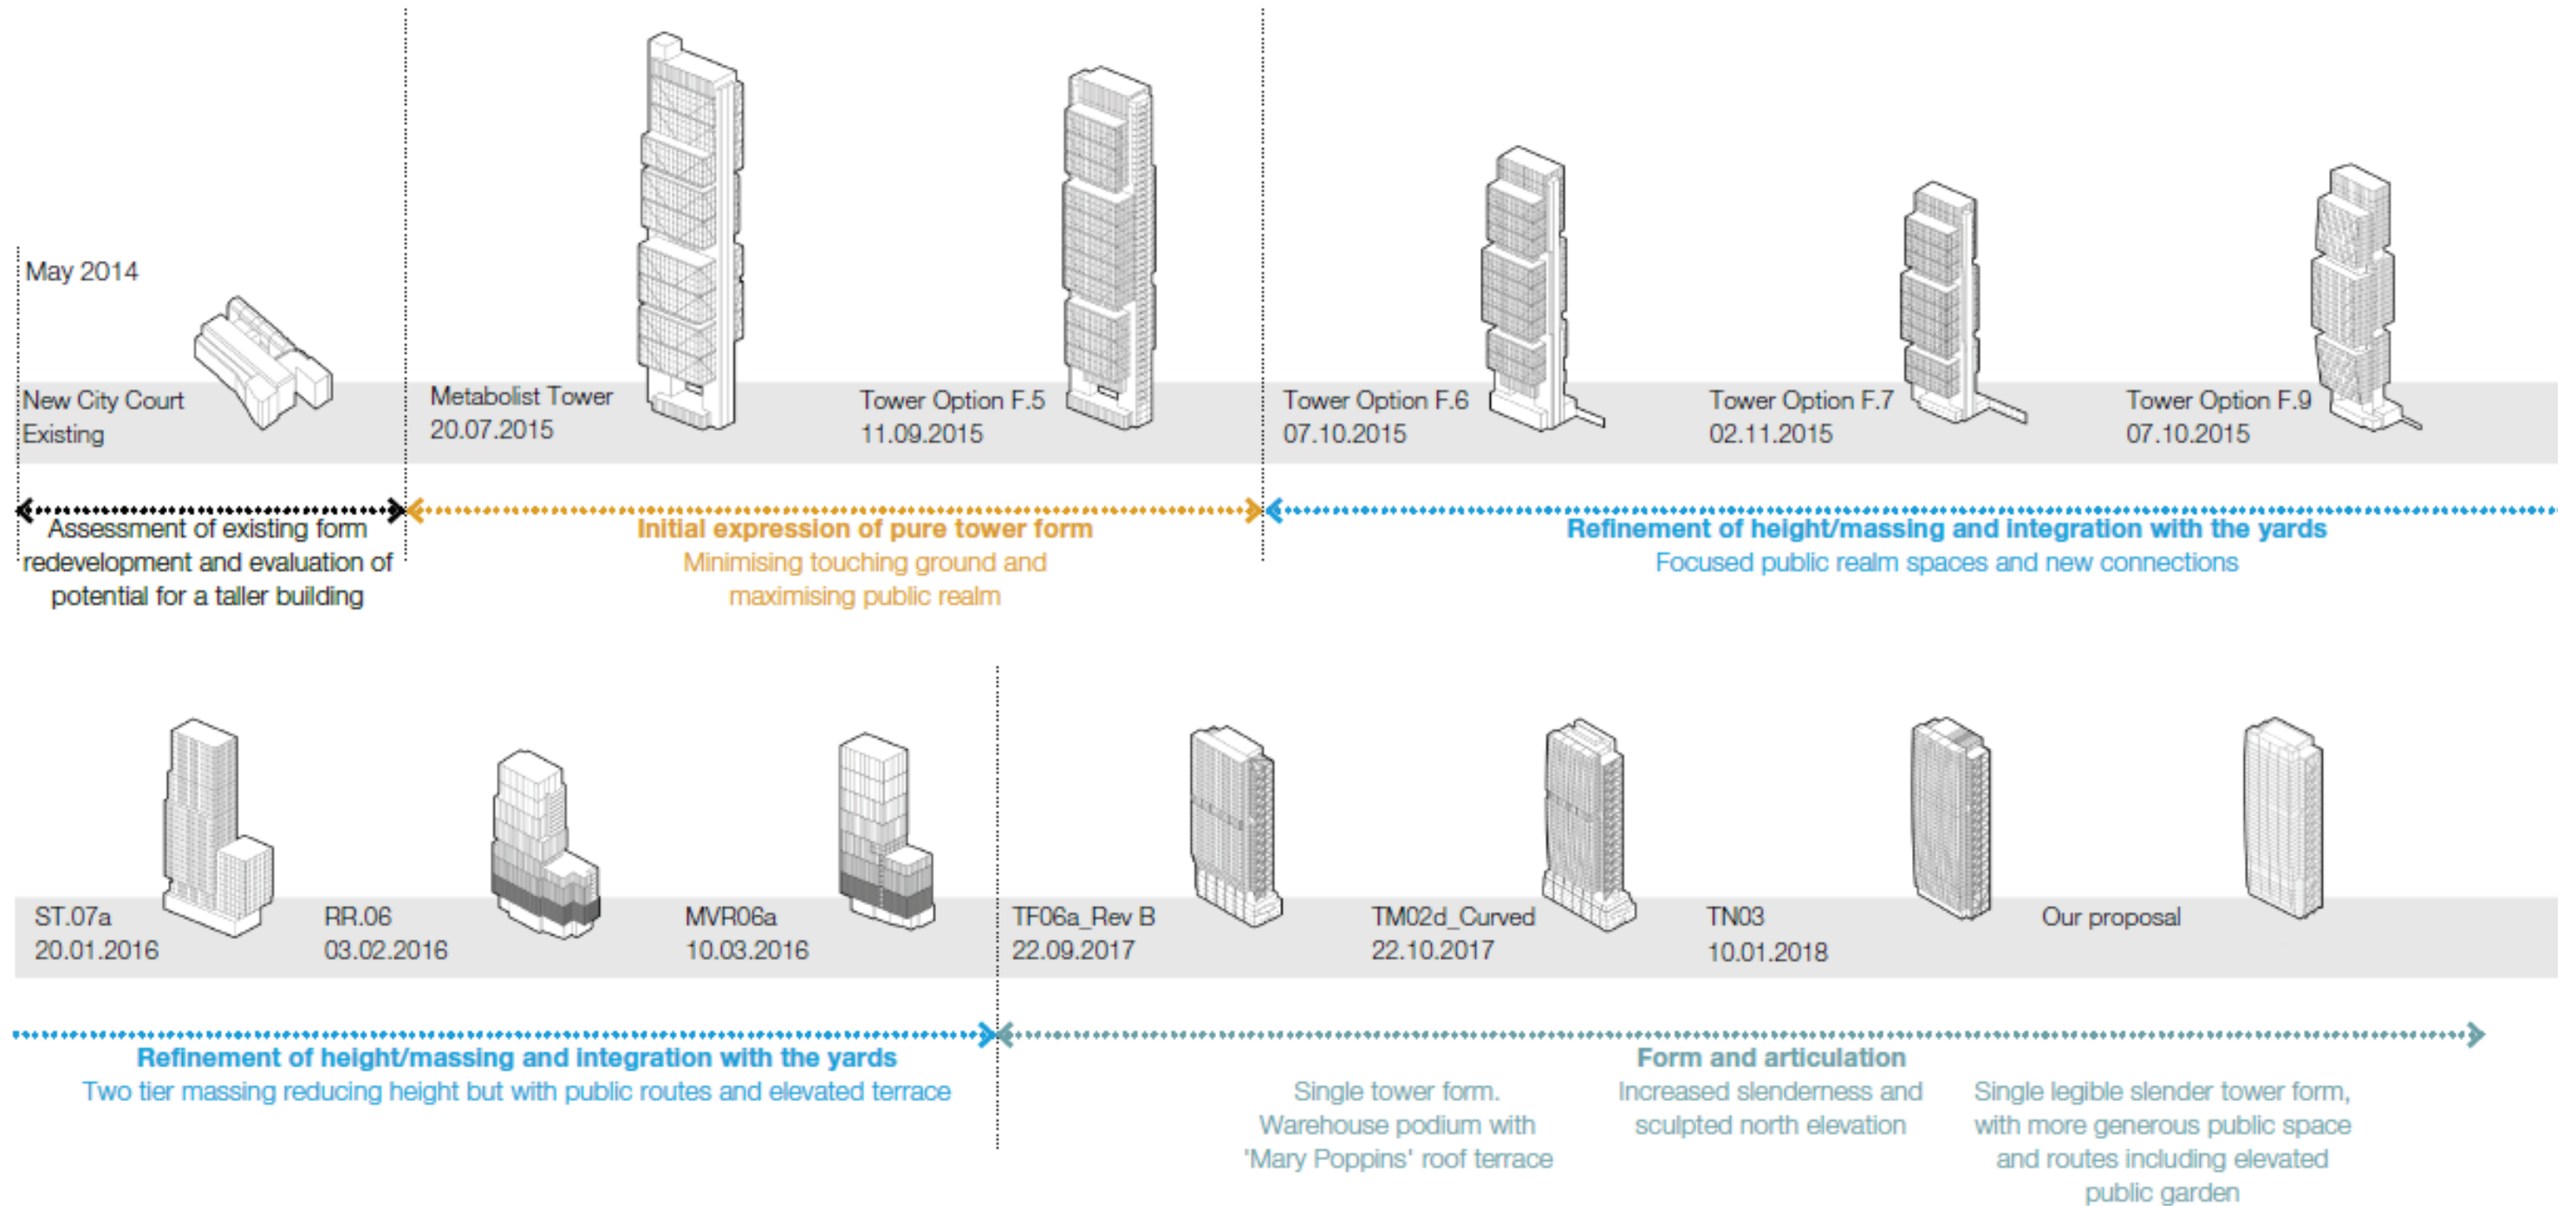 May 2014
New City Court
Existing
Metabolist Tower
20.07.2015
Tower Option F.5
11.09.2015
Tower Option F.6
07.10.2015
Tower Option F.7
02.11.2015
Tower Option F.9
07.10.2015
Assessment of existing form
redevelopment and evaluation of
potential for a taller building
Initial expression of pure tower form
Minimising touching ground and
maximising public realm
Refinement of height/massing and integration with the yards
Focused public realm spaces and new connections
ST.07a
20.01.2016
RR.06
03.02.2016
MVR06a
10.03.2016
TF06a_Rev B
22.09.2017
TM02d_Curved
22.10.2017
TN03
10.01.2018
Our proposal
Refinement of height/massing and integration with the yards
Two tier massing reducing height but with public routes and elevated terrace
Form and articulation
Single tower form.
Warehouse podium with
'Mary Poppins' roof terrace
Increased slenderness and
sculpted north elevation
Single legible slender tower form,
with more generous public space
and routes including elevated
public garden